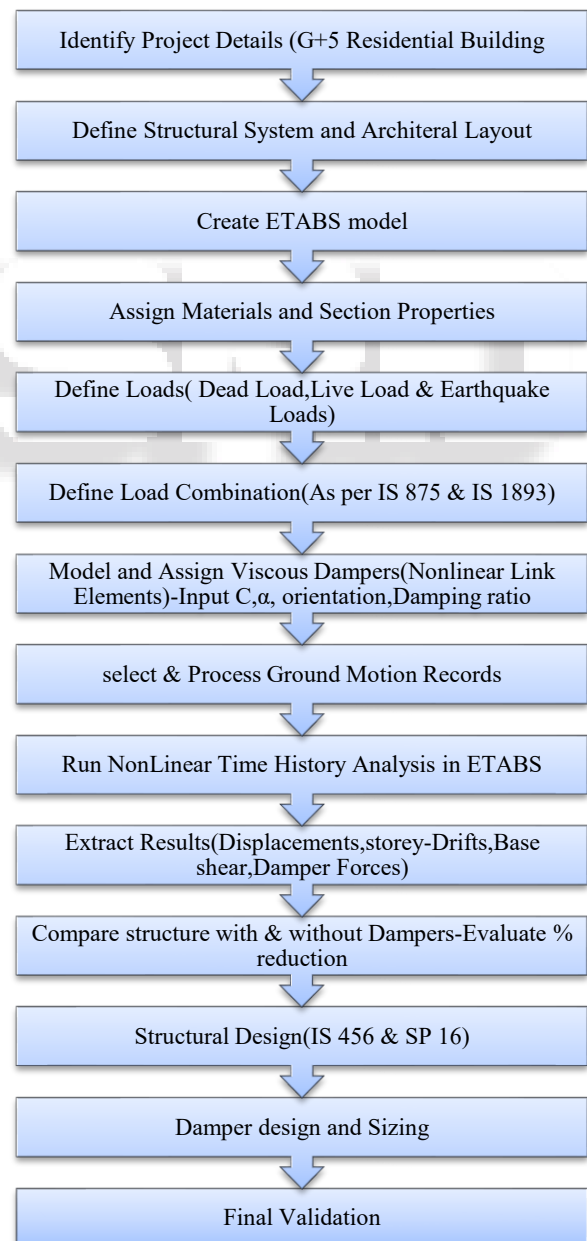 Identify Project Details (G+5 Residential Building
Define Structural System and Architeral Layout
Create ETABS model
Assign Materials and Section Properties
Define Loads( Dead Load,Live Load & Earthquake
Loads)
Define Load Combination(As per IS 875 & IS 1893)
Model and Assign Viscous Dampers(Nonlinear Link
Elements)-Input C,α, orientation,Damping ratio
select & Process Ground Motion Records
Run NonLinear Time History Analysis in ETABS
Extract Results(Displacements,storey-Drifts,Base
shear,Damper Forces)
Compare structure with & without Dampers-Evaluate %
reduction
Structural Design(IS 456 & SP 16)
Damper design and Sizing
Final Validation